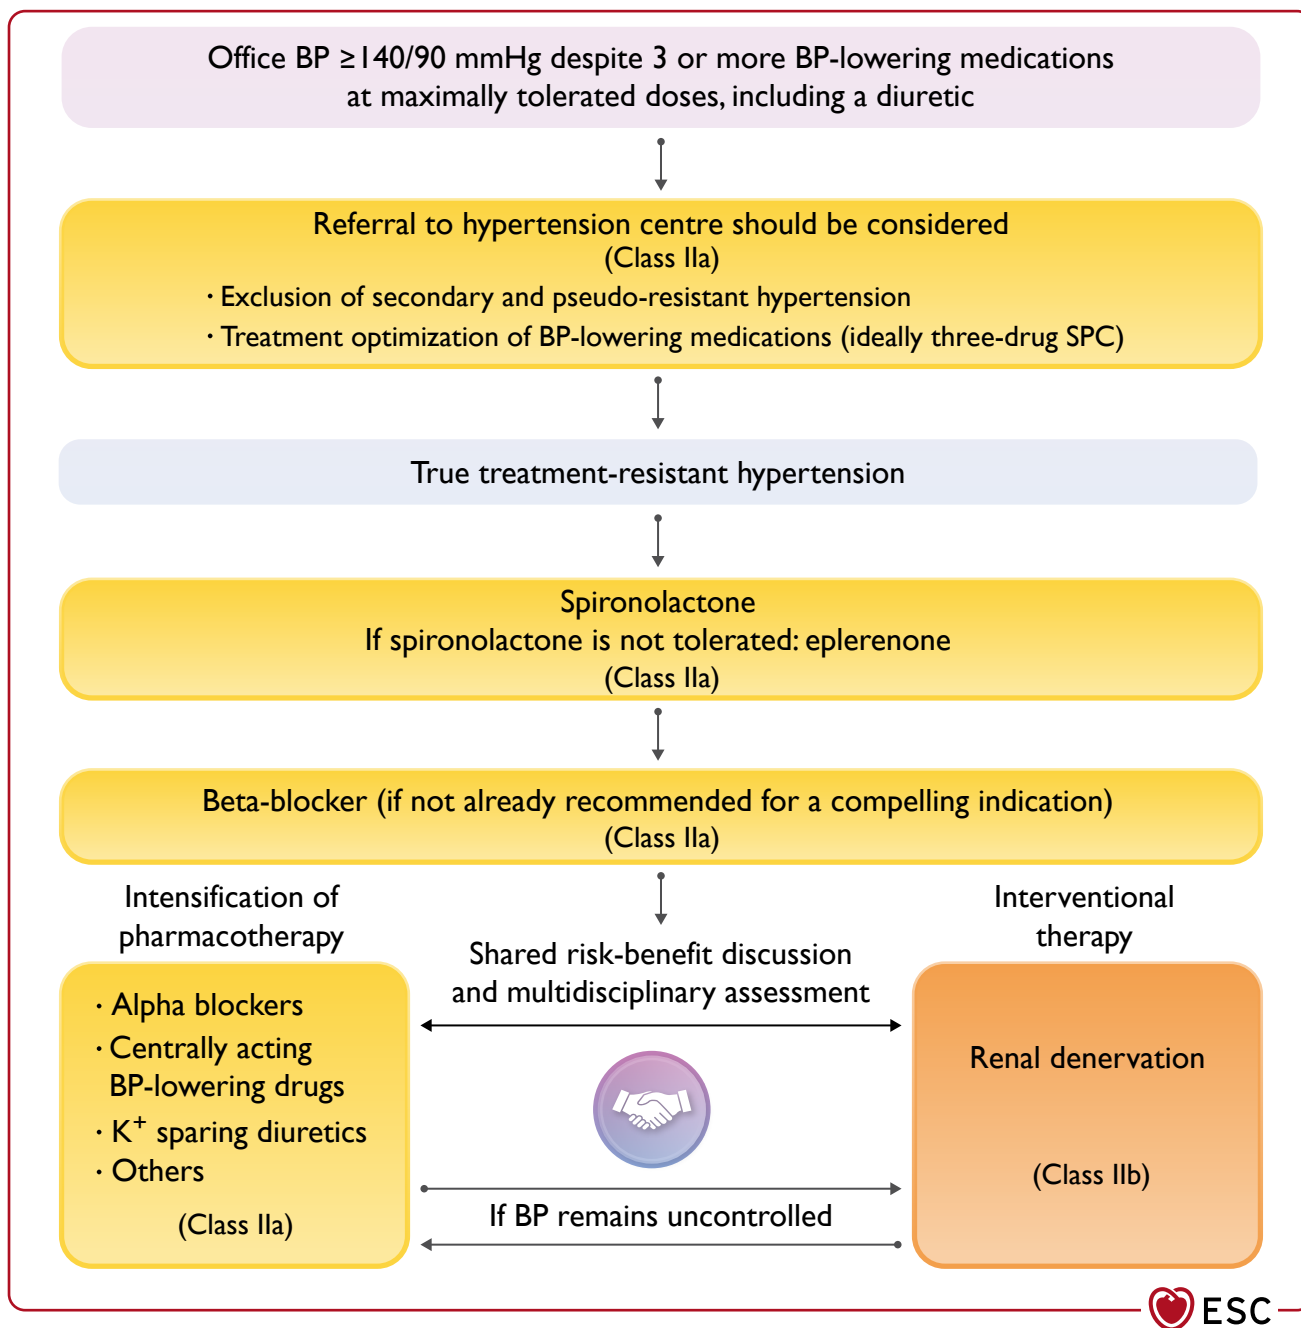 Office BP ≥140/90 mmHg despite 3 or more BP-lowering medications
at maximally tolerated doses, including a diuretic
Referral to hypertension centre should be considered
(Class IIa)
· Exclusion of secondary and pseudo-resistant hypertension
· Treatment optimization of BP-lowering medications (ideally three-drug SPC)
True treatment-resistant hypertension
Spironolactone
If spironolactone is not tolerated: eplerenone
(Class IIa)
Beta-blocker (if not already recommended for a compelling indication)
(Class IIa)
Intensification of
pharmacotherapy
· Alpha blockers
· Centrally acting
BP-lowering drugs
· K⁺ sparing diuretics
· Others
(Class IIa)
Shared risk-benefit discussion
and multidisciplinary assessment
If BP remains uncontrolled
Interventional
therapy
Renal denervation
(Class IIb)
ESC